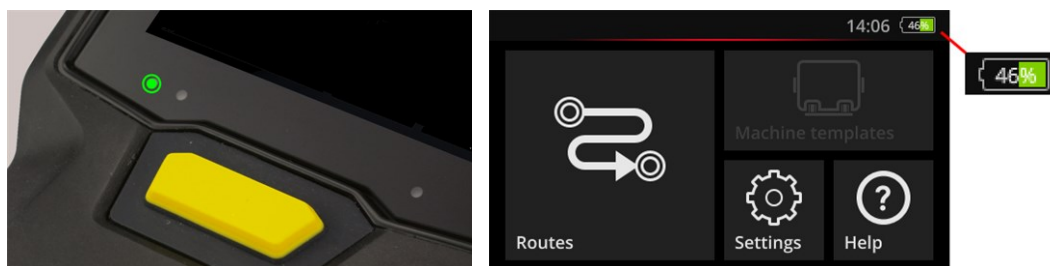 14:06 46%
46%
Machine templates
Routes
Settings
Help